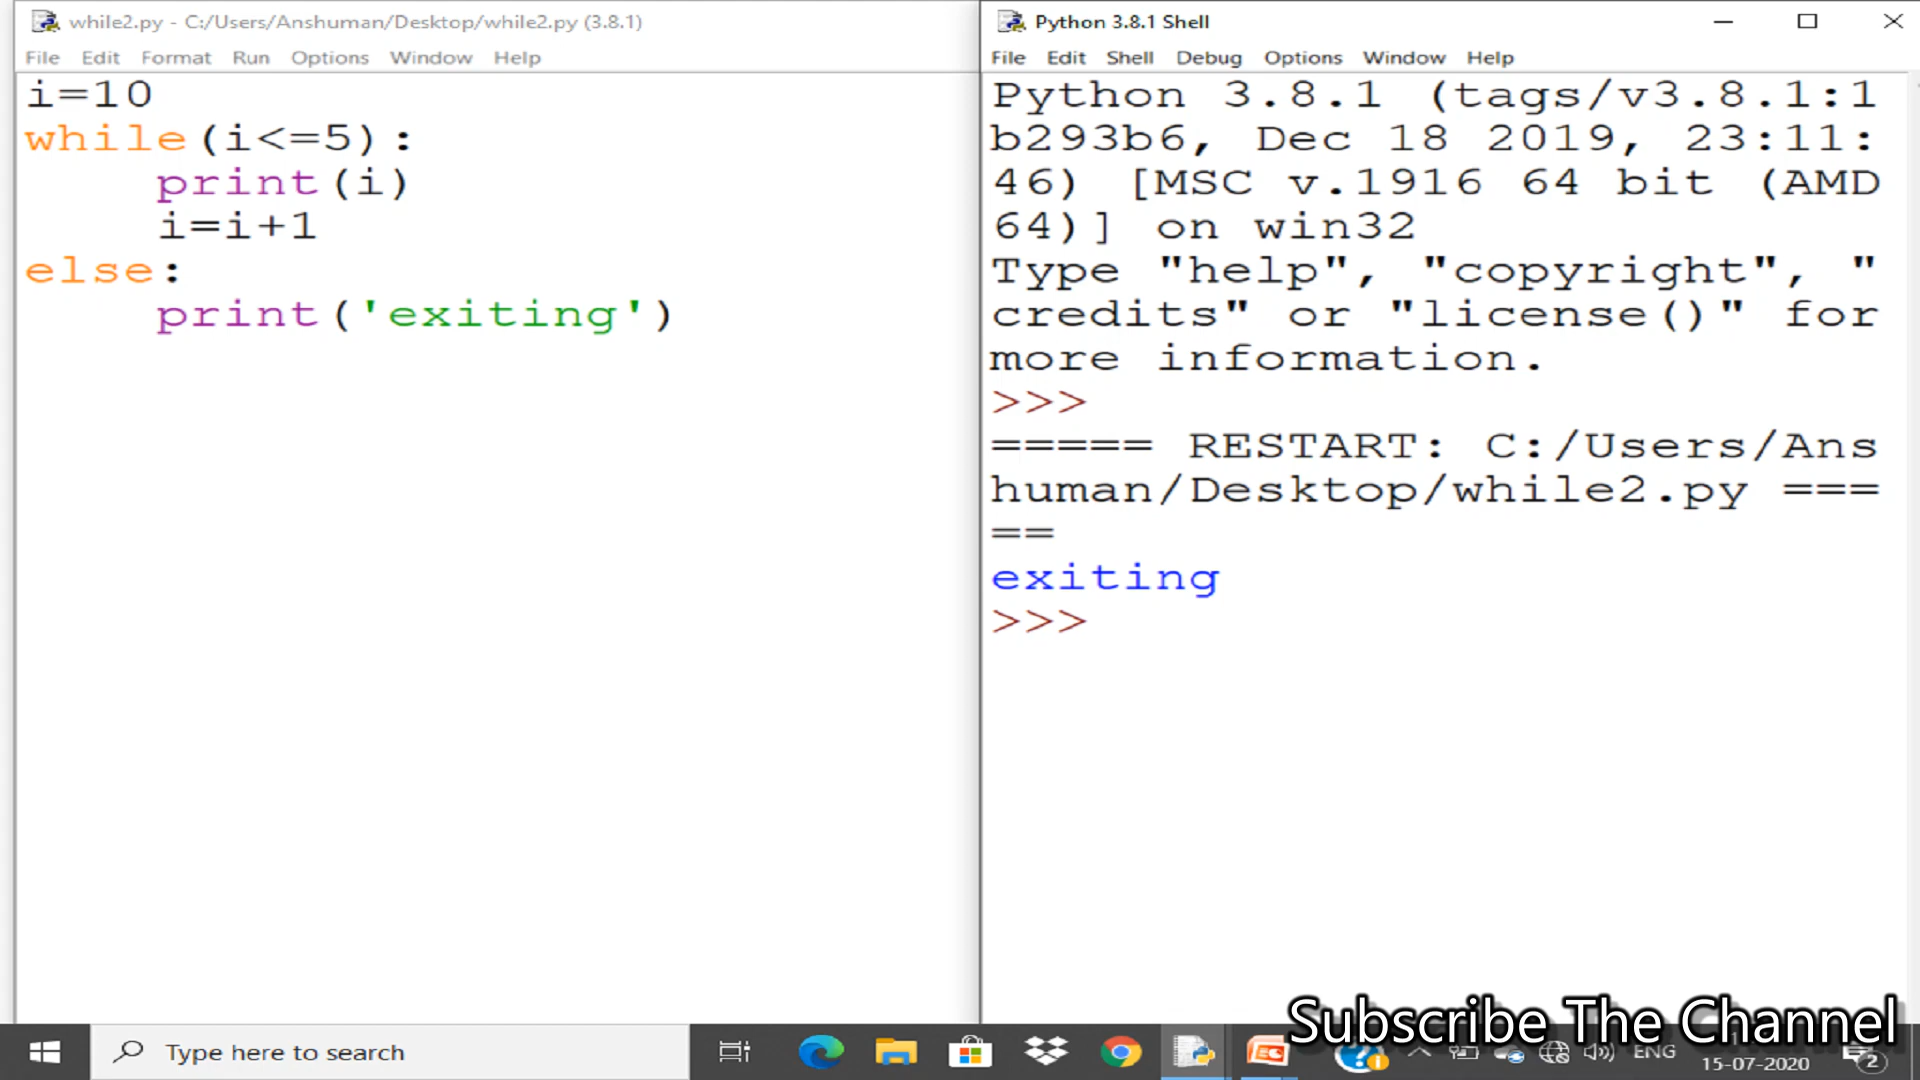 while2.py - C:/Users/Anshuman/Desktop/while2.py (3.8.1)
File Edit Format Run Options Window Help
i=10
while(i<=5):
    print(i)
    i=i+1
else:
    print('exiting')
Python 3.8.1 Shell
File Edit Shell Debug Options Window Help
Python 3.8.1 (tags/v3.8.1:1
b293b6, Dec 18 2019, 23:11:
46) [MSC v.1916 64 bit (AMD
64)] on win32
Type "help", "copyright", "
credits" or "license()" for
more information.
>>>
===== RESTART: C:/Users/Ans
human/Desktop/while2.py ===
==
exiting
>>>
Subscribe The Channel
Type here to search
ENG
15-07-2020
2